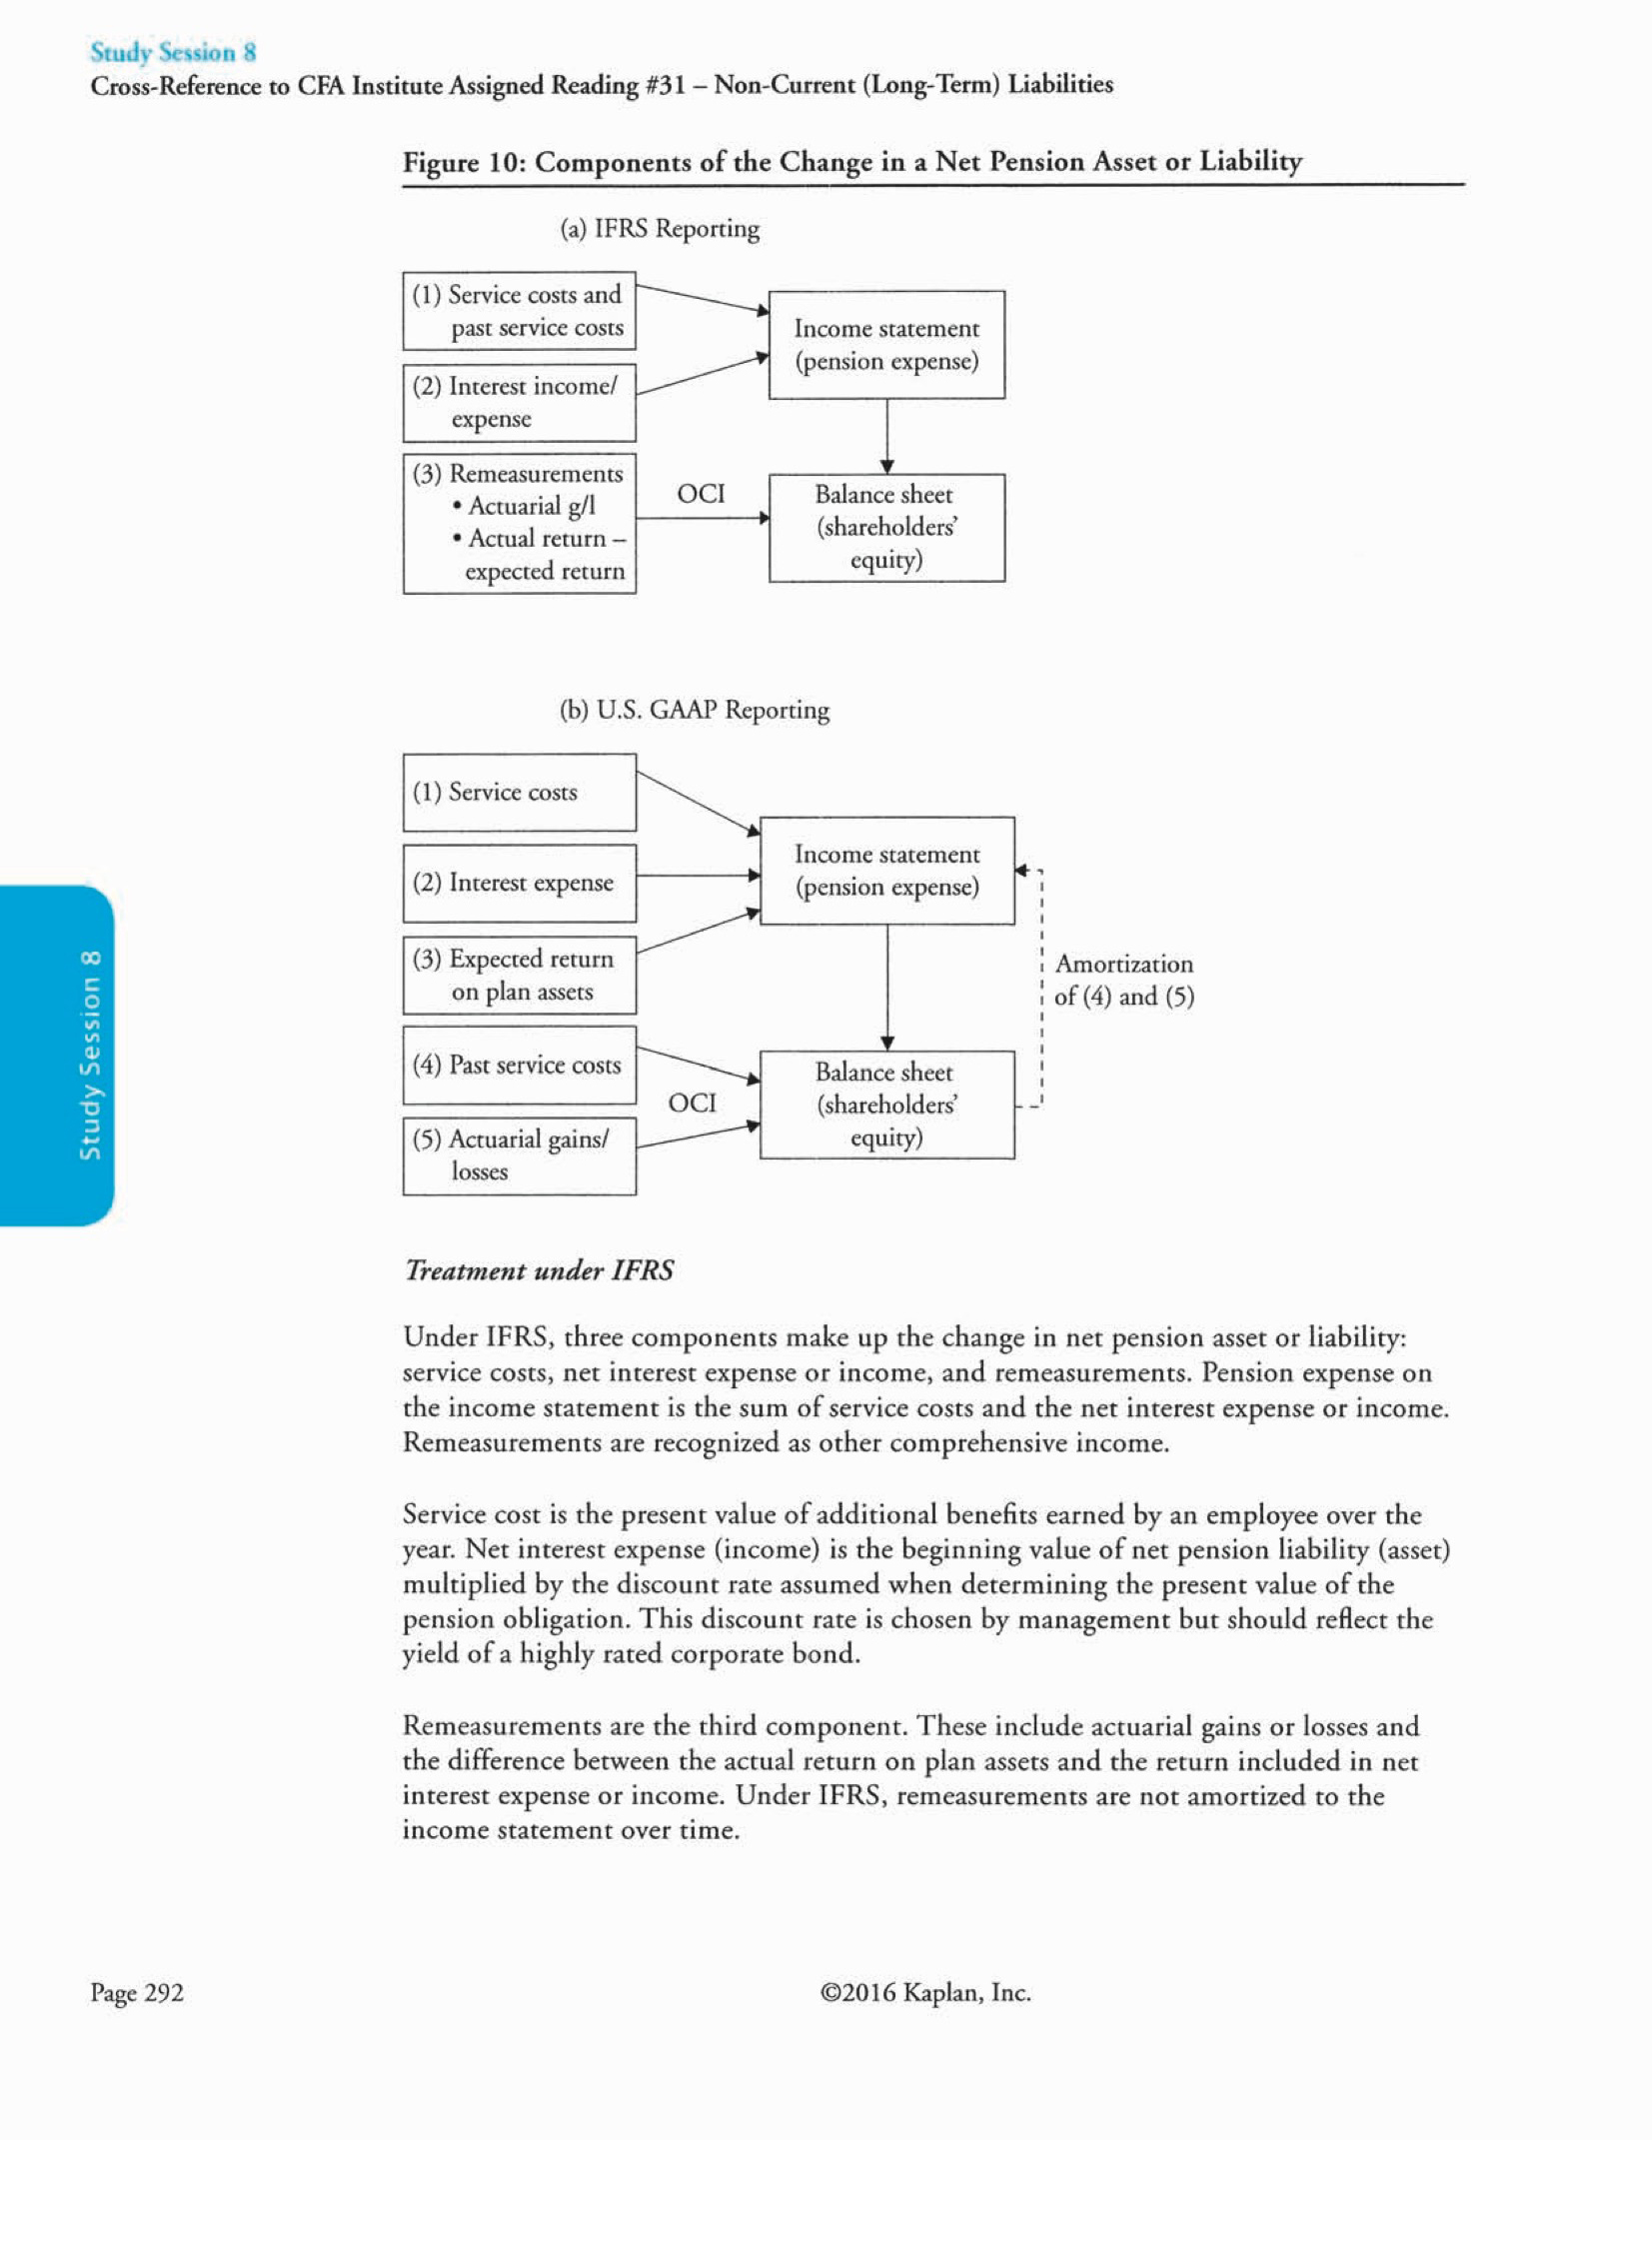 Study Session 8
Cross-Reference to CFA Institute Assigned Reading #31 – Non-Current (Long-Term) Liabilities
Figure 10: Components of the Change in a Net Pension Asset or Liability
(a) IFRS Reporting
(1) Service costs and
past service costs
(2) Interest income/
expense
(3) Remeasurements
• Actuarial g/l
• Actual return –
expected return
OCI
Income statement
(pension expense)
Balance sheet
(shareholders’
equity)
(b) U.S. GAAP Reporting
(1) Service costs
(2) Interest expense
(3) Expected return
on plan assets
(4) Past service costs
(5) Actuarial gains/
losses
OCI
Income statement
(pension expense)
Balance sheet
(shareholders’
equity)
Amortization
of (4) and (5)
Study Session 8
Treatment under IFRS
Under IFRS, three components make up the change in net pension asset or liability:
service costs, net interest expense or income, and remeasurements. Pension expense on
the income statement is the sum of service costs and the net interest expense or income.
Remeasurements are recognized as other comprehensive income.
Service cost is the present value of additional benefits earned by an employee over the
year. Net interest expense (income) is the beginning value of net pension liability (asset)
multiplied by the discount rate assumed when determining the present value of the
pension obligation. This discount rate is chosen by management but should reflect the
yield of a highly rated corporate bond.
Remeasurements are the third component. These include actuarial gains or losses and
the difference between the actual return on plan assets and the return included in net
interest expense or income. Under IFRS, remeasurements are not amortized to the
income statement over time.
Page 292
©2016 Kaplan, Inc.